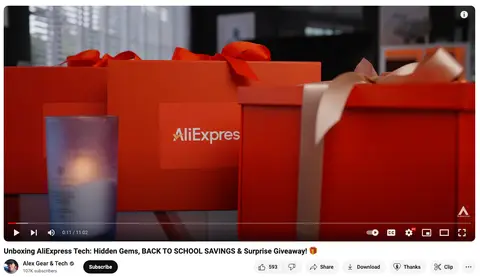 AliExpres
0:11 / 11:02
Unboxing AliExpress Tech: Hidden Gems, BACK TO SCHOOL SAVINGS & Surprise Giveaway! 🎁
Alex Gear & Tech
107K subscribers
Subscribe
593
Share
Download
Thanks
Clip